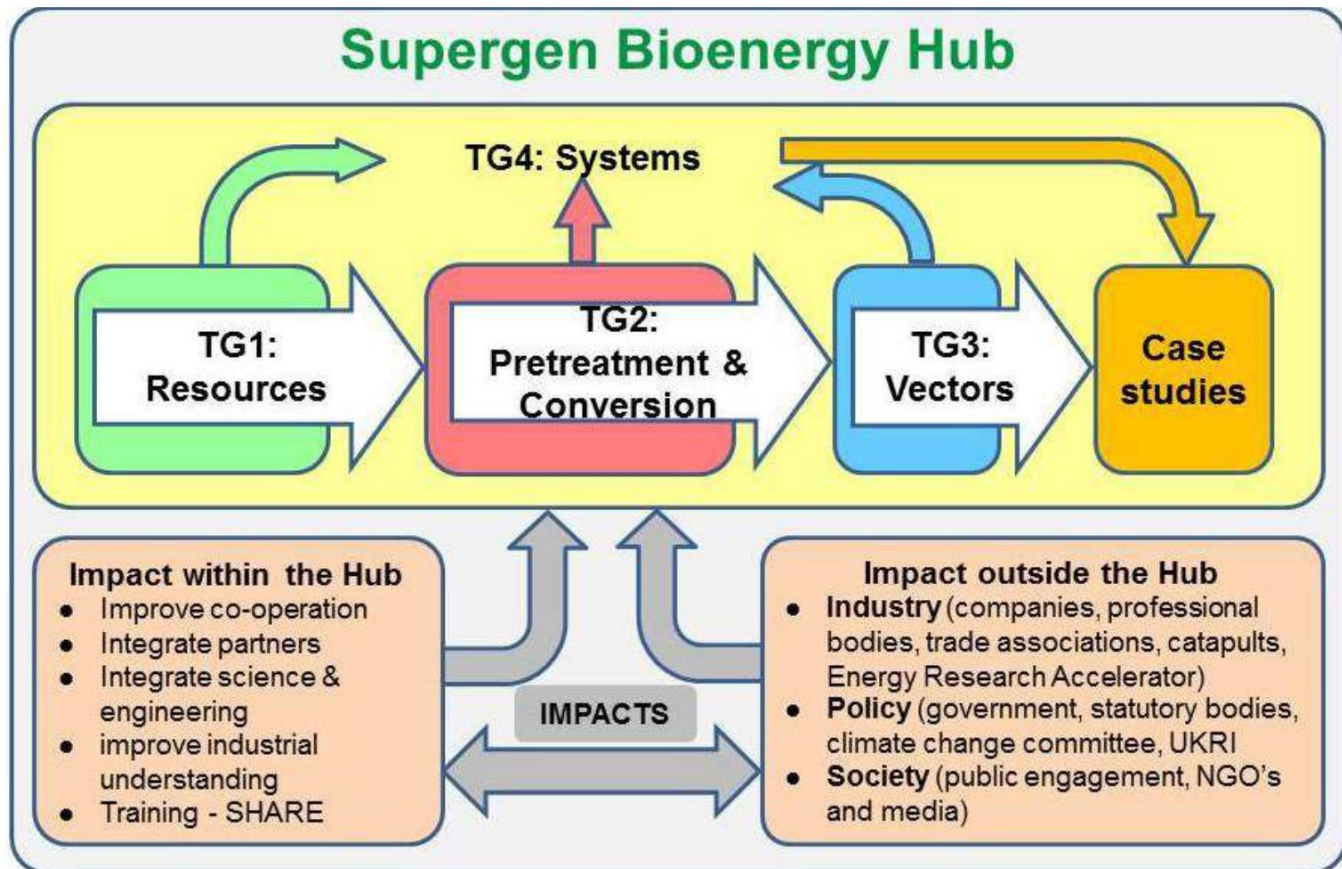 Supergen Bioenergy Hub
TG4: Systems
TG1:
Resources
TG2:
Pretreatment &
Conversion
TG3:
Vectors
Case
studies
Impact within the Hub
● Improve co-operation
● Integrate partners
● Integrate science &
engineering
● improve industrial
understanding
● Training - SHARE
IMPACTS
Impact outside the Hub
● Industry (companies, professional
bodies, trade associations, catapults,
Energy Research Accelerator)
● Policy (government, statutory bodies,
climate change committee, UKRI
● Society (public engagement, NGO's
and media)